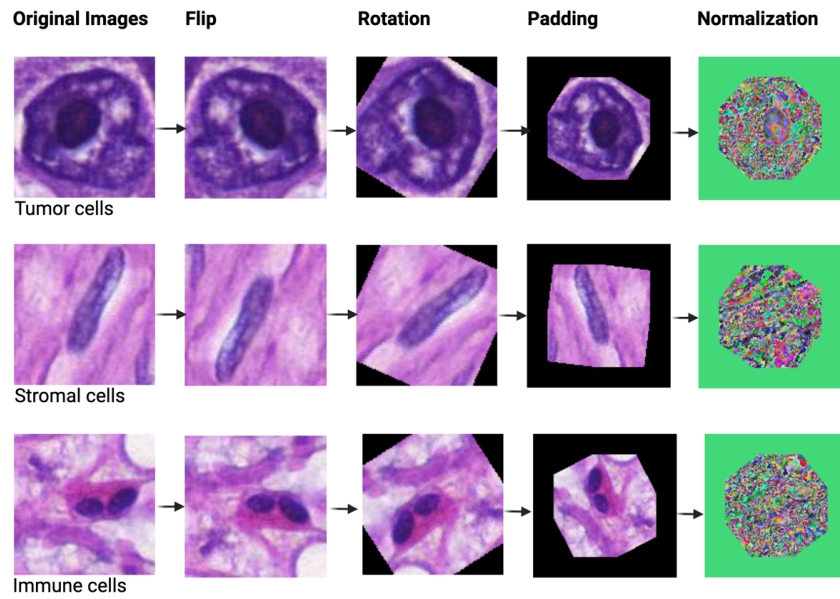 Original Images Flip Rotation Padding Normalization
Tumor cells
Stromal cells
Immune cells